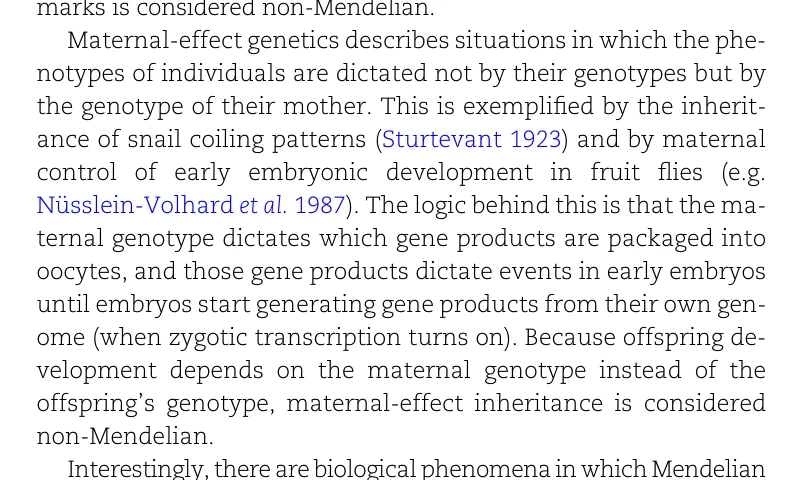 marks is considered non-Mendelian.
Maternal-effect genetics describes situations in which the phe-
notypes of individuals are dictated not by their genotypes but by
the genotype of their mother. This is exemplified by the inherit-
ance of snail coiling patterns (Sturtevant 1923) and by maternal
control of early embryonic development in fruit flies (e.g.
Nüsslein-Volhard et al. 1987). The logic behind this is that the ma-
ternal genotype dictates which gene products are packaged into
oocytes, and those gene products dictate events in early embryos
until embryos start generating gene products from their own gen-
ome (when zygotic transcription turns on). Because offspring de-
velopment depends on the maternal genotype instead of the
offspring’s genotype, maternal-effect inheritance is considered
non-Mendelian.
Interestingly, there are biological phenomena in which Mendelian